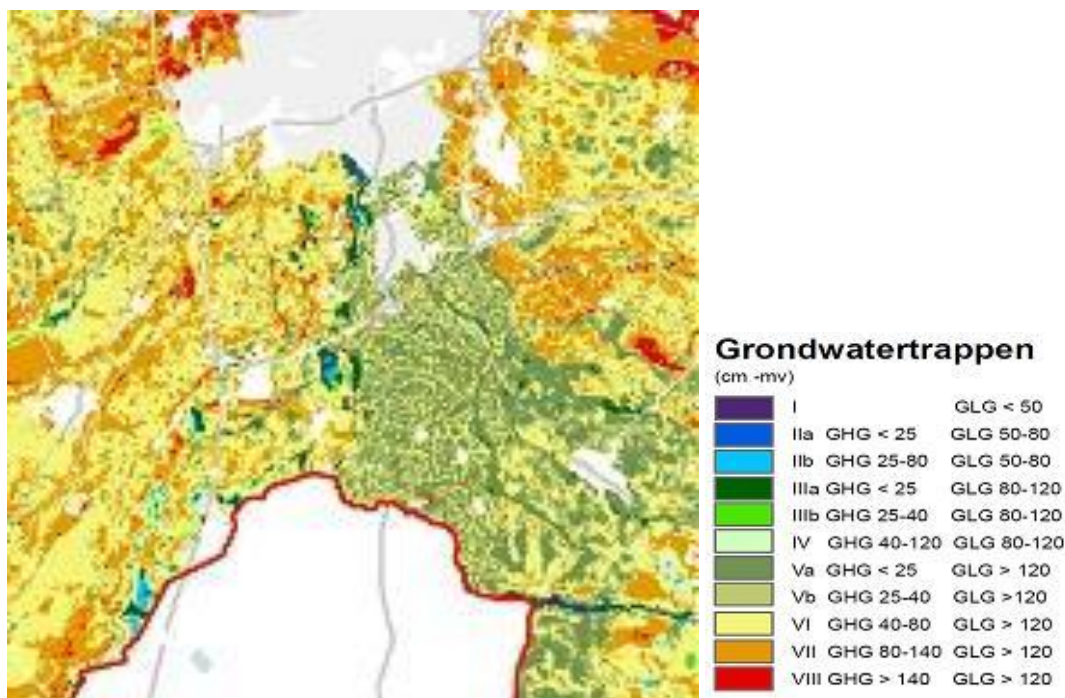 Grondwatertrappen
(cm -mv)
I GLG < 50
IIa GHG < 25 GLG 50-80
IIb GHG 25-80 GLG 50-80
IIIa GHG < 25 GLG 80-120
IIIb GHG 25-40 GLG 80-120
IV GHG 40-120 GLG 80-120
Va GHG < 25 GLG > 120
Vb GHG 25-40 GLG >120
VI GHG 40-80 GLG > 120
VII GHG 80-140 GLG > 120
VIII GHG > 140 GLG > 120